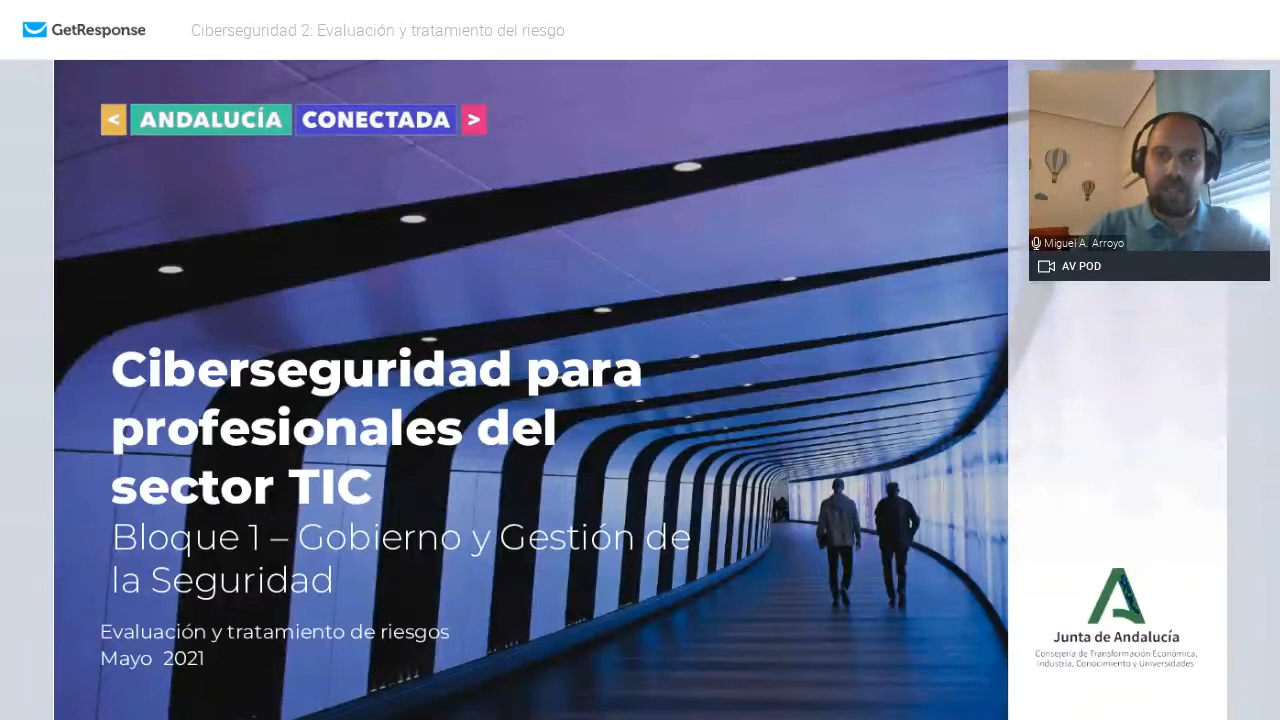 GetResponse
Ciberseguridad 2: Evaluación y tratamiento del riesgo
< ANDALUCÍA CONECTADA >
Miguel A. Arroyo
AV POD
Ciberseguridad para
profesionales del
sector TIC
Bloque 1 – Gobierno y Gestión de
la Seguridad
Evaluación y tratamiento de riesgos
Mayo 2021
Junta de Andalucía
Consejería de Transformación Económica,
Industria, Conocimiento y Universidades